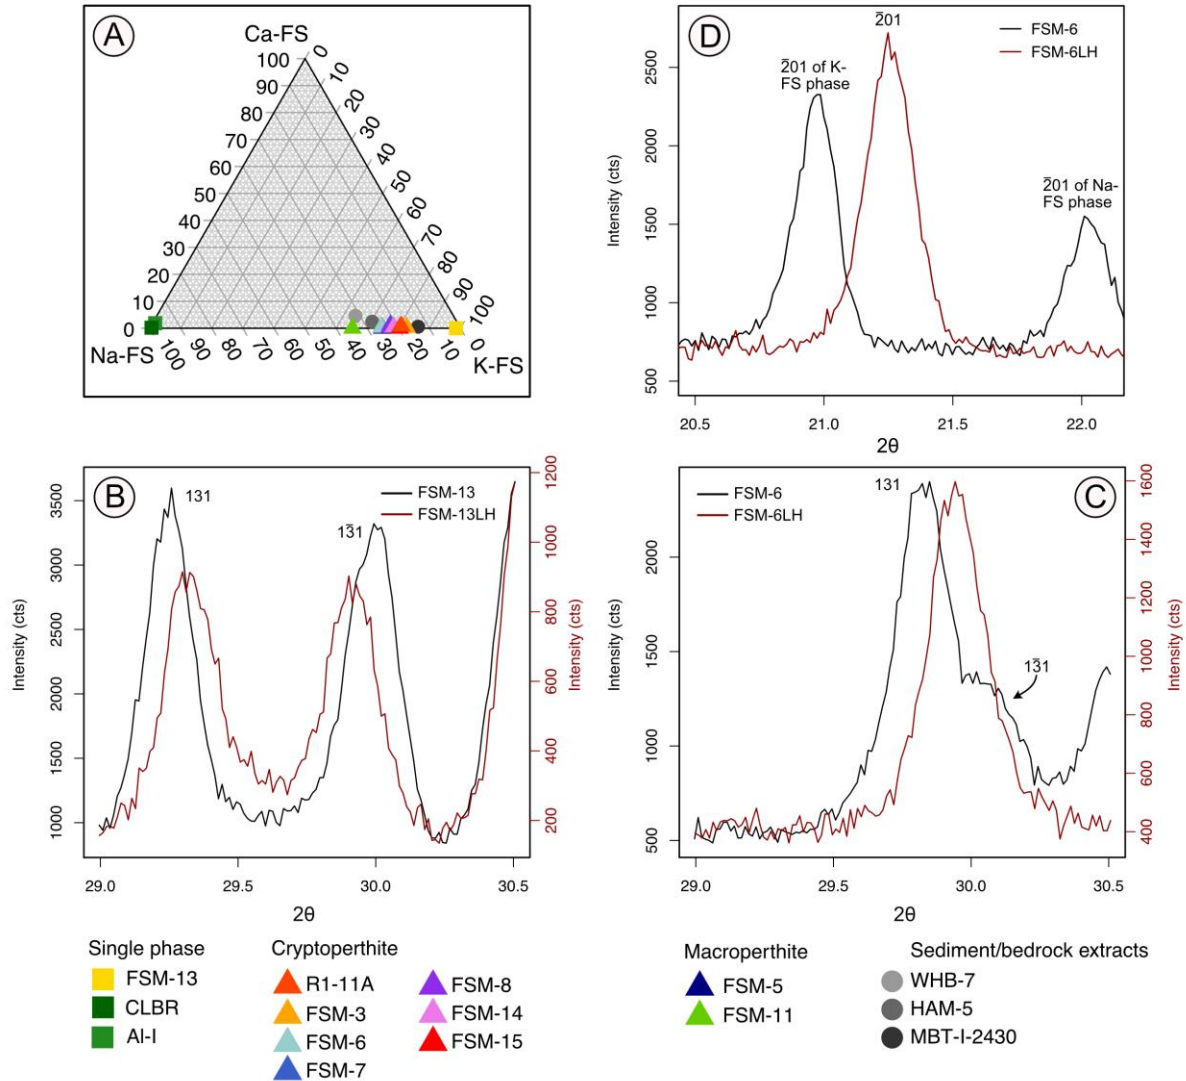 A
Ca-FS
100
90
80
70
60
50
40
30
20
10
0
0
10
20
30
40
50
60
70
80
90
100
Na-FS
100
90
80
70
60
50
40
30
20
10
0
K-FS
D
2̅01
FSM-6
FSM-6LH
2̅01 of K-
FS phase
2̅01 of Na-
FS phase
Intensity (cts)
2500
2000
1500
1000
500
20.5
21.0
21.5
22.0
2θ
B
131
13̅1
FSM-13
FSM-13LH
Intensity (cts)
3500
3000
2500
2000
1500
1000
1200
1000
800
600
400
200
Intensity (cts)
29.0
29.5
30.0
30.5
2θ
C
FSM-6
FSM-6LH
131
13̅1
Intensity (cts)
2000
1500
1000
500
1600
1400
1200
1000
800
600
400
Intensity (cts)
29.0
29.5
30.0
30.5
2θ
Single phase
FSM-13
CLBR
Al-I
Cryptoperthite
R1-11A
FSM-3
FSM-6
FSM-7
FSM-8
FSM-14
FSM-15
Macroperthite
FSM-5
FSM-11
Sediment/bedrock extracts
WHB-7
HAM-5
MBT-I-2430